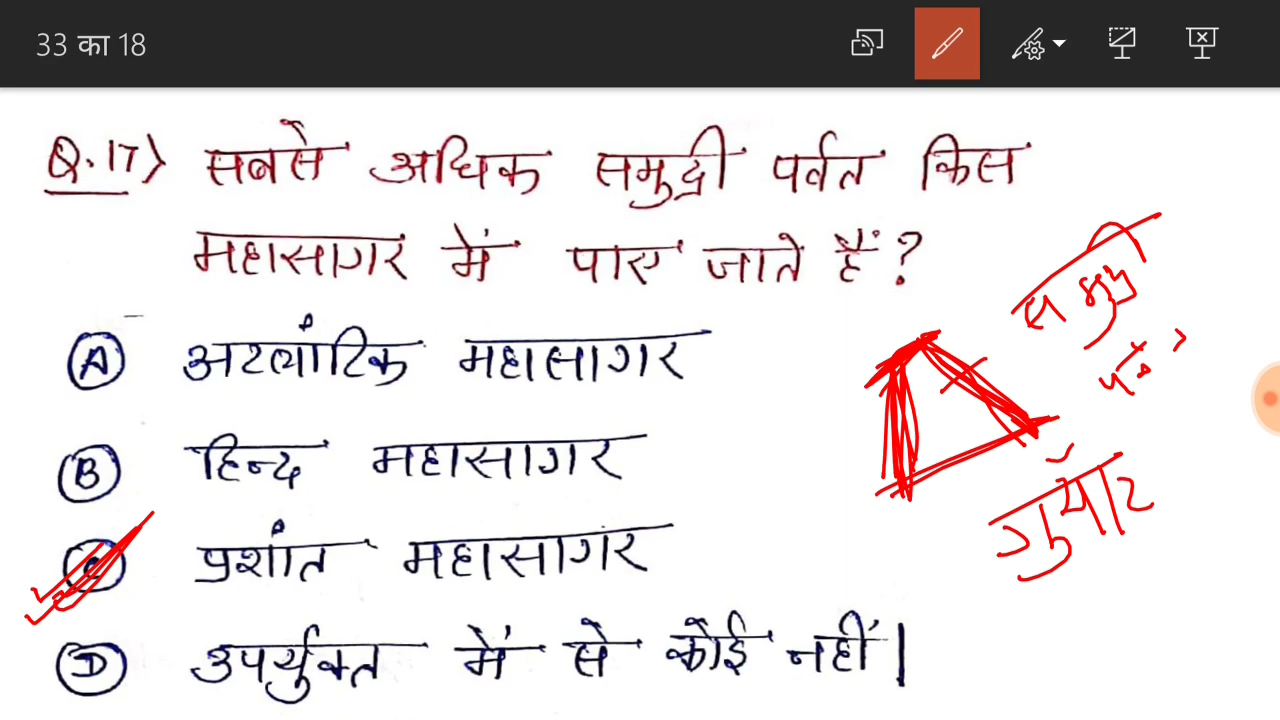 33 का 18
Q.17) सबसे अधिक समुद्री पर्वत किस
महासागर में पाए जाते हैं?
(A) अटलांटिक महासागर
(B) हिन्द महासागर
(C) प्रशांत महासागर
(D) उपर्युक्त में से कोई नहीं।